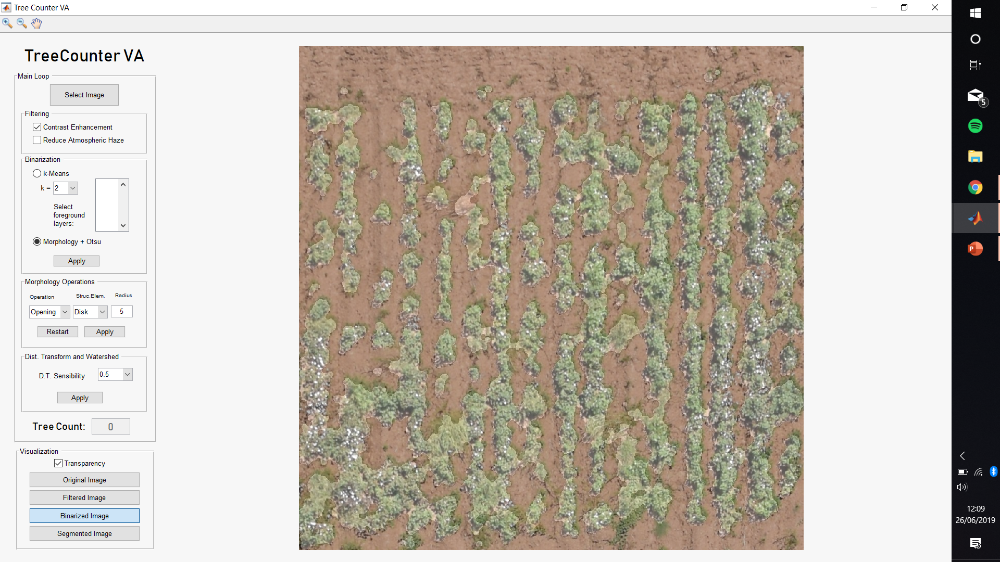 Tree Counter VA
TreeCounter VA
Main Loop
Select Image
Filtering
Contrast Enhancement
Reduce Atmospheric Haze
Binarization
k-Means
k = 2
Select
foreground
layers:
Morphology + Otsu
Apply
Morphology Operations
Operation Struc.Elem. Radius
Opening Disk 5
Restart Apply
Dist. Transform and Watershed
D.T. Sensibility 0.5
Apply
Tree Count: 0
Visualization
Transparency
Original Image
Filtered Image
Binarized Image
Segmented Image
5
P
12:09
26/06/2019